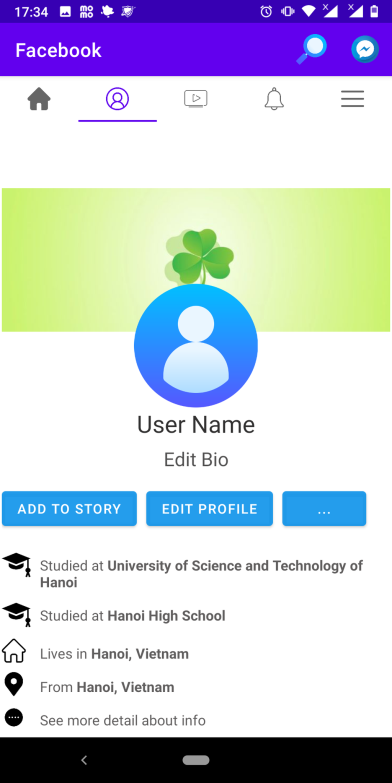 17:34
mo
mo
Facebook
User Name
Edit Bio
ADD TO STORY EDIT PROFILE ...
Studied at University of Science and Technology of
Hanoi
Studied at Hanoi High School
Lives in Hanoi, Vietnam
From Hanoi, Vietnam
See more detail about info